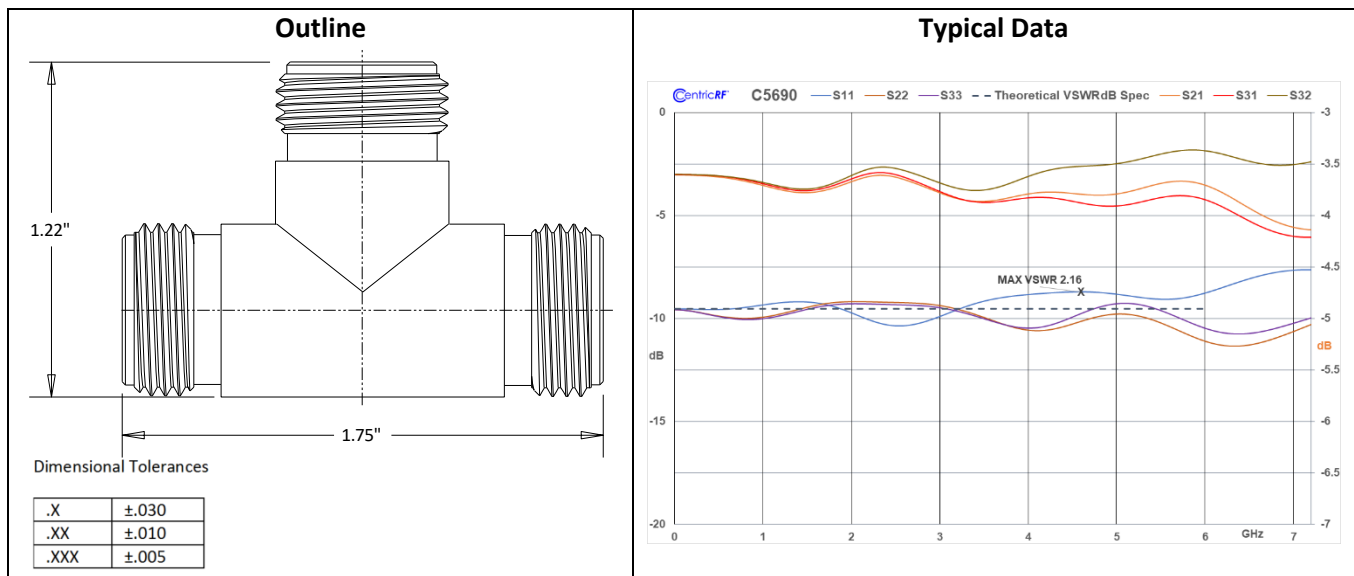 Outline
1.22"
1.75"
Dimensional Tolerances
.X ±.030
.XX ±.010
.XXX ±.005
Typical Data
CentricRF C5690 S11 S22 S33 Theoretical VSWRdB Spec S21 S31 S32
0 -3
-3.5
-5 -4
MAX VSWR 2.16
-4.5
-10 -5
dB dB
-5.5
-15 -6
-6.5
-20 -7
0 1 2 3 4 5 6 GHz 7